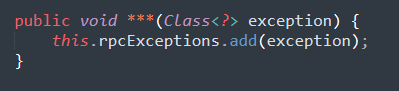 public void ***(Class<?> exception) {
    this.rpcExceptions.add(exception);
}